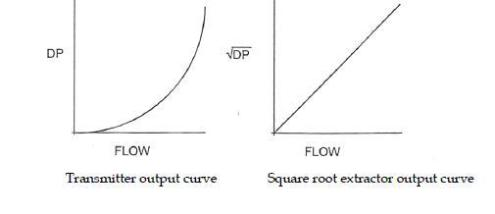 DP
FLOW
Transmitter output curve
√DP
FLOW
Square root extractor output curve